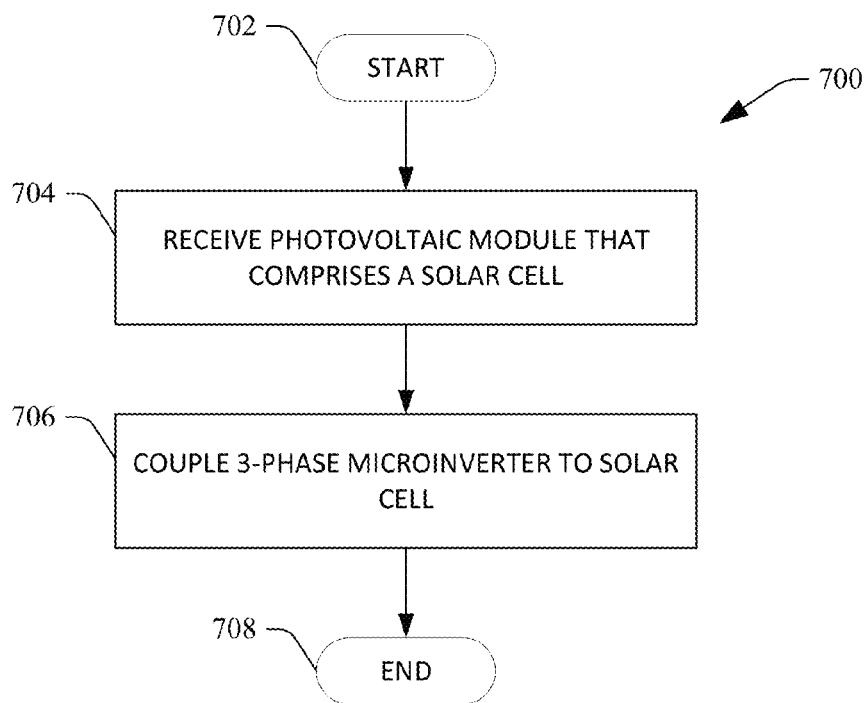 702
START
700
704
RECEIVE PHOTOVOLTAIC MODULE THAT
COMPRISES A SOLAR CELL
706
COUPLE 3-PHASE MICROINVERTER TO SOLAR
CELL
708
END